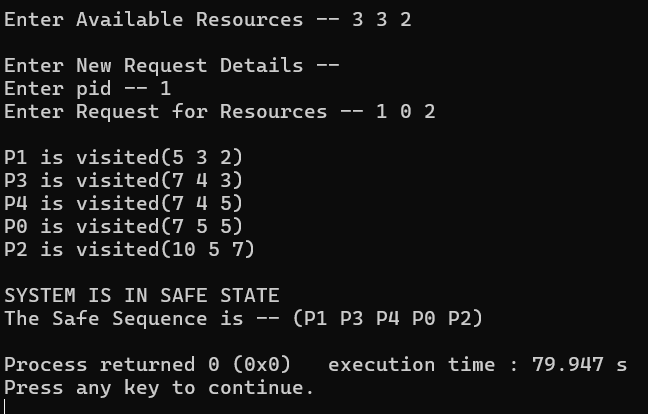 Enter Available Resources -- 3 3 2
Enter New Request Details --
Enter pid -- 1
Enter Request for Resources -- 1 0 2
P1 is visited(5 3 2)
P3 is visited(7 4 3)
P4 is visited(7 4 5)
P0 is visited(7 5 5)
P2 is visited(10 5 7)
SYSTEM IS IN SAFE STATE
The Safe Sequence is -- (P1 P3 P4 P0 P2)
Process returned 0 (0x0)   execution time : 79.947 s
Press any key to continue.